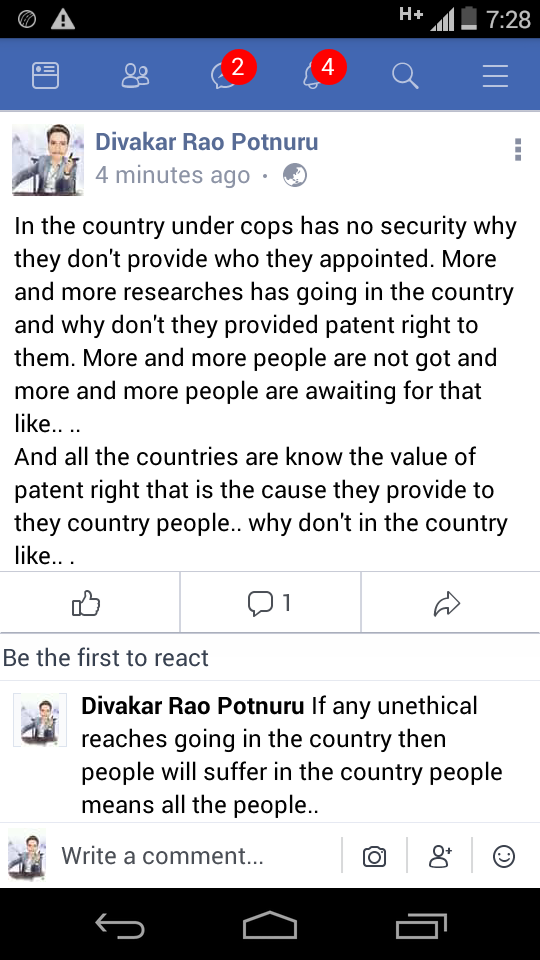 H+ 7:28
2 4
Divakar Rao Potnuru
4 minutes ago ·
In the country under cops has no security why
they don't provide who they appointed. More
and more researches has going in the country
and why don't they provided patent right to
them. More and more people are not got and
more and more people are awaiting for that
like.. ..
And all the countries are know the value of
patent right that is the cause they provide to
they country people.. why don't in the country
like.. .
1
Be the first to react
Divakar Rao Potnuru If any unethical
reaches going in the country then
people will suffer in the country people
means all the people..
Write a comment...